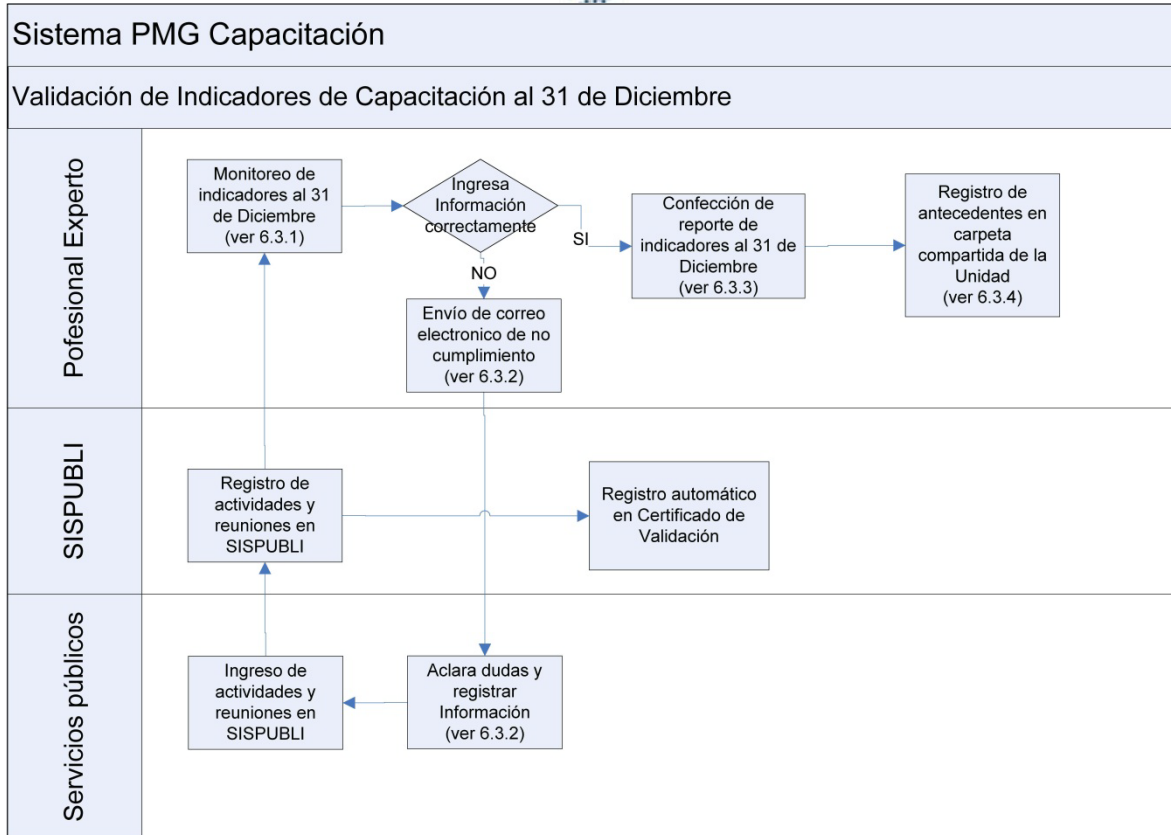 Sistema PMG Capacitación
Validación de Indicadores de Capacitación al 31 de Diciembre
Pofesional Experto
Monitoreo de
indicadores al 31
de Diciembre
(ver 6.3.1)
Ingresa
Información
correctamente
SI
NO
Confección de
reporte de
indicadores al 31 de
Diciembre
(ver 6.3.3)
Registro de
antecedentes en
carpeta
compartida de la
Unidad
(ver 6.3.4)
Envío de correo
electronico de no
cumplimiento
(ver 6.3.2)
SISPUBLI
Registro de
actividades y
reuniones en
SISPUBLI
Registro automático
en Certificado de
Validación
Servicios públicos
Ingreso de
actividades y
reuniones en
SISPUBLI
Aclara dudas y
registrar
Información
(ver 6.3.2)